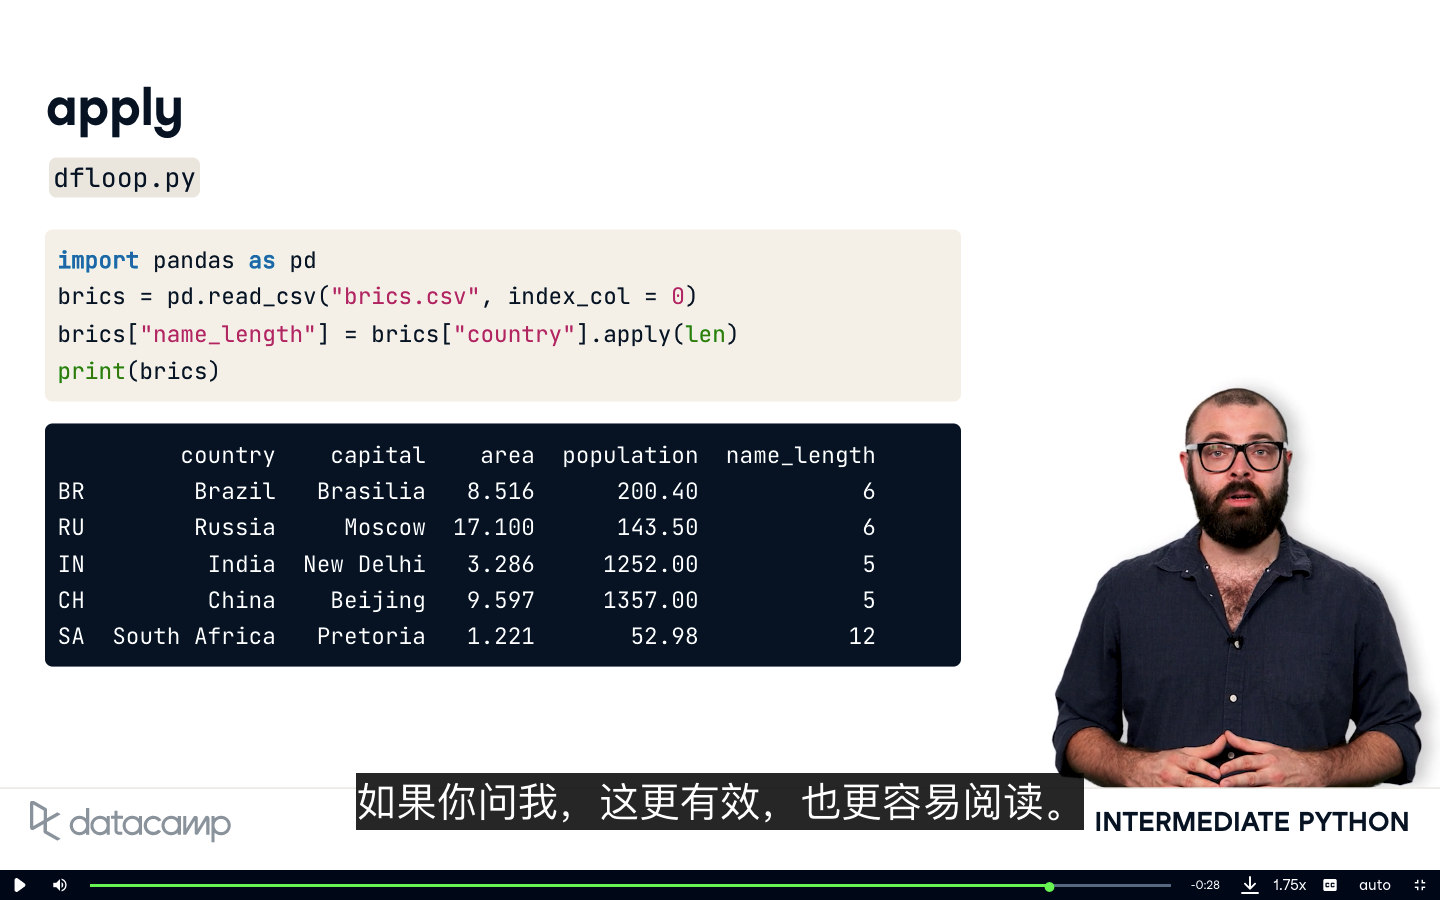 apply
dfloop.py
import pandas as pd
brics = pd.read_csv("brics.csv", index_col = 0)
brics["name_length"] = brics["country"].apply(len)
print(brics)
country capital area population name_length
BR Brazil Brasilia 8.516 200.40 6
RU Russia Moscow 17.100 143.50 6
IN India New Delhi 3.286 1252.00 5
CH China Beijing 9.597 1357.00 5
SA South Africa Pretoria 1.221 52.98 12
如果你问我，这更有效，也更容易阅读。
datacamp
INTERMEDIATE PYTHON
-0:28 1.75x CC auto